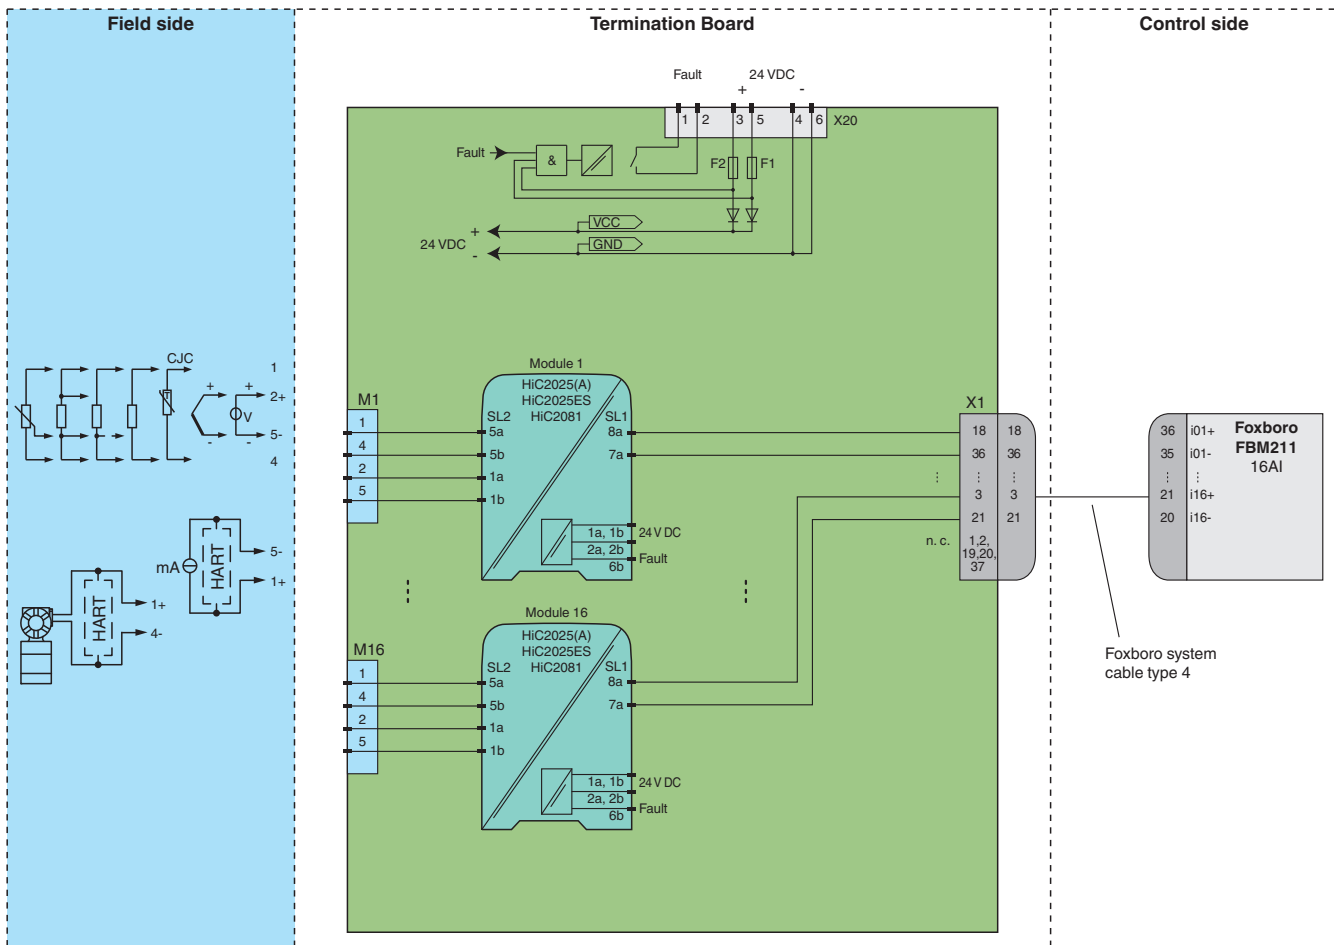 Field side
Termination Board
Control side
Fault
24 VDC
+
-
1
2
3
5
4
6
X20
Fault
&
F2
F1
VCC
+
24 VDC
-
GND
CJC
1
+
+
2+
T
V
-
-
5-
4
mA
HART
5-
1+
HART
1+
4-
M1
1
4
2
5
Module 1
HiC2025(A)
HiC2025ES
HiC2081
SL2
SL1
5a
8a
5b
7a
1a
1b
1a, 1b
24 V DC
2a, 2b
Fault
6b
M16
1
4
2
5
Module 16
HiC2025(A)
HiC2025ES
HiC2081
SL2
SL1
5a
8a
5b
7a
1a
1b
1a, 1b
24 V DC
2a, 2b
Fault
6b
X1
18
18
36
36
3
3
21
21
n. c.
1,2,
19,20,
37
36
i01+
35
i01-
21
i16+
20
i16-
Foxboro
FBM211
16AI
Foxboro system
cable type 4